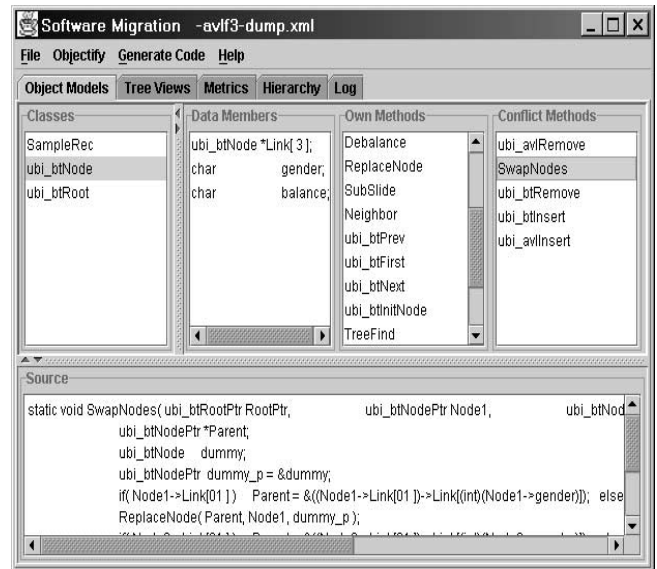 Software Migration -avlf3-dump.xml
File Objectify Generate Code Help
Object Models Tree Views Metrics Hierarchy Log
Classes
SampleRec
ubi_btNode
ubi_btRoot
Data Members
ubi_btNode *Link[ 3 ];
char gender;
char balance;
Own Methods
Debalance
ReplaceNode
SubSlide
Neighbor
ubi_btPrev
ubi_btFirst
ubi_btNext
ubi_btInitNode
TreeFind
Conflict Methods
ubi_avlRemove
SwapNodes
ubi_btRemove
ubi_btInsert
ubi_avlInsert
Source
static void SwapNodes( ubi_btRootPtr RootPtr, ubi_btNodePtr Node1, ubi_btNod
ubi_btNodePtr *Parent;
ubi_btNode dummy;
ubi_btNodePtr dummy_p = &dummy;
if( Node1->Link[01 ] ) Parent = &((Node1->Link[01 ])->Link[(int)(Node1->gender)]); else
ReplaceNode( Parent, Node1, dummy_p );